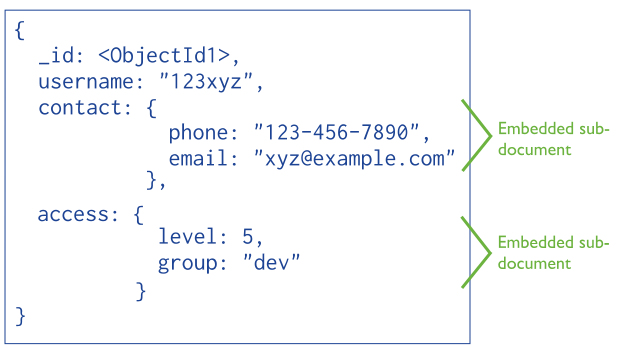 {
_id: <ObjectId1>,
username: "123xyz",
contact: {
phone: "123-456-7890",
email: "xyz@example.com"
},
Embedded sub-
document
access: {
level: 5,
group: "dev"
}
Embedded sub-
document
}